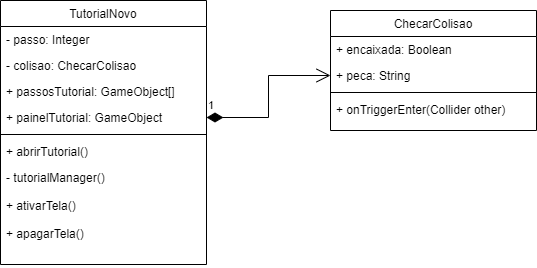 TutorialNovo
- passo: Integer
- colisao: ChecarColisao
+ passosTutorial: GameObject[]
+ painelTutorial: GameObject
+ abrirTutorial()
- tutorialManager()
+ ativarTela()
+ apagarTela()
1
ChecarColisao
+ encaixada: Boolean
+ peca: String
+ onTriggerEnter(Collider other)